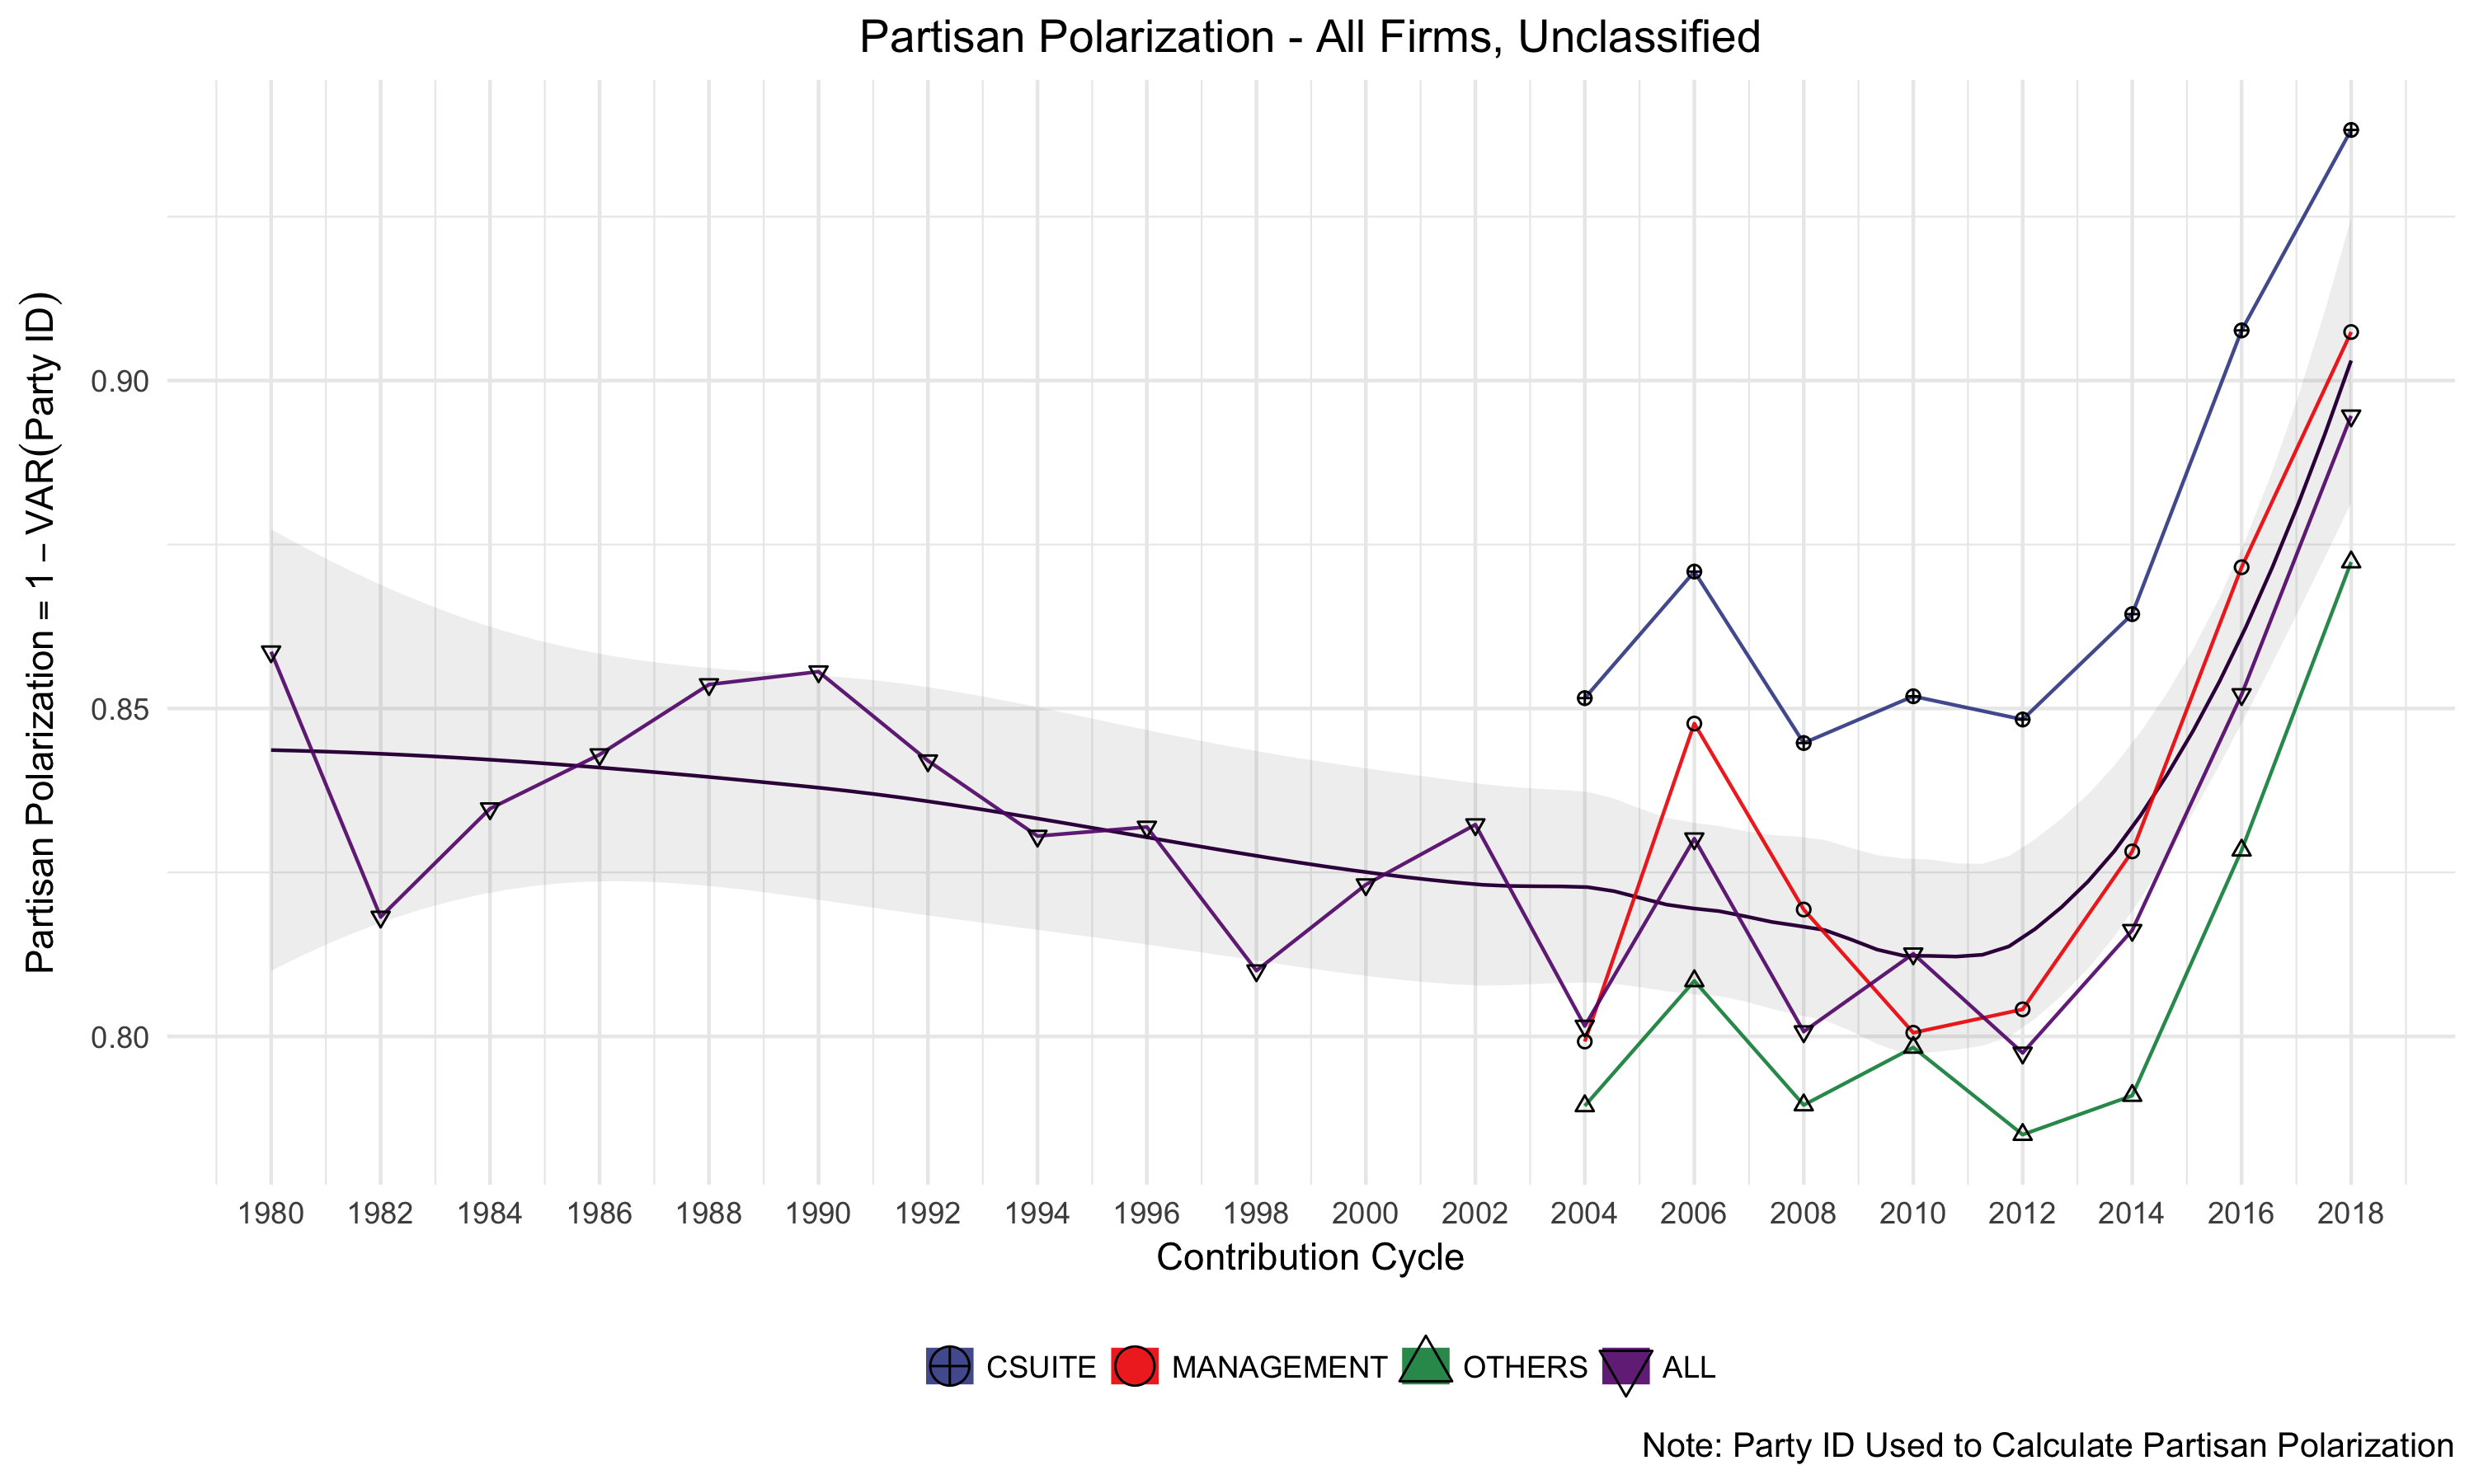 Partisan Polarization - All Firms, Unclassified
Partisan Polarization = 1 − VAR(Party ID)
0.90
0.85
0.80
1980 1982 1984 1986 1988 1990 1992 1994 1996 1998 2000 2002 2004 2006 2008 2010 2012 2014 2016 2018
Contribution Cycle
CSUITE MANAGEMENT OTHERS ALL
Note: Party ID Used to Calculate Partisan Polarization